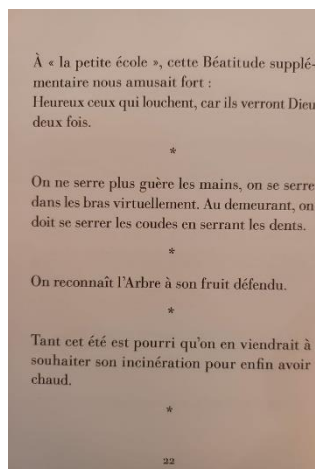 À « la petite école », cette Béatitude supplé-
mentaire nous amusait fort :
Heureux ceux qui louchent, car ils verront Dieu
deux fois.
*
On ne serre plus guère les mains, on se serre
dans les bras virtuellement. Au demeurant, on
doit se serrer les coudes en serrant les dents.
*
On reconnaît l’Arbre à son fruit défendu.
*
Tant cet été est pourri qu’on en viendrait à
souhaiter son incinération pour enfin avoir
chaud.
*
22